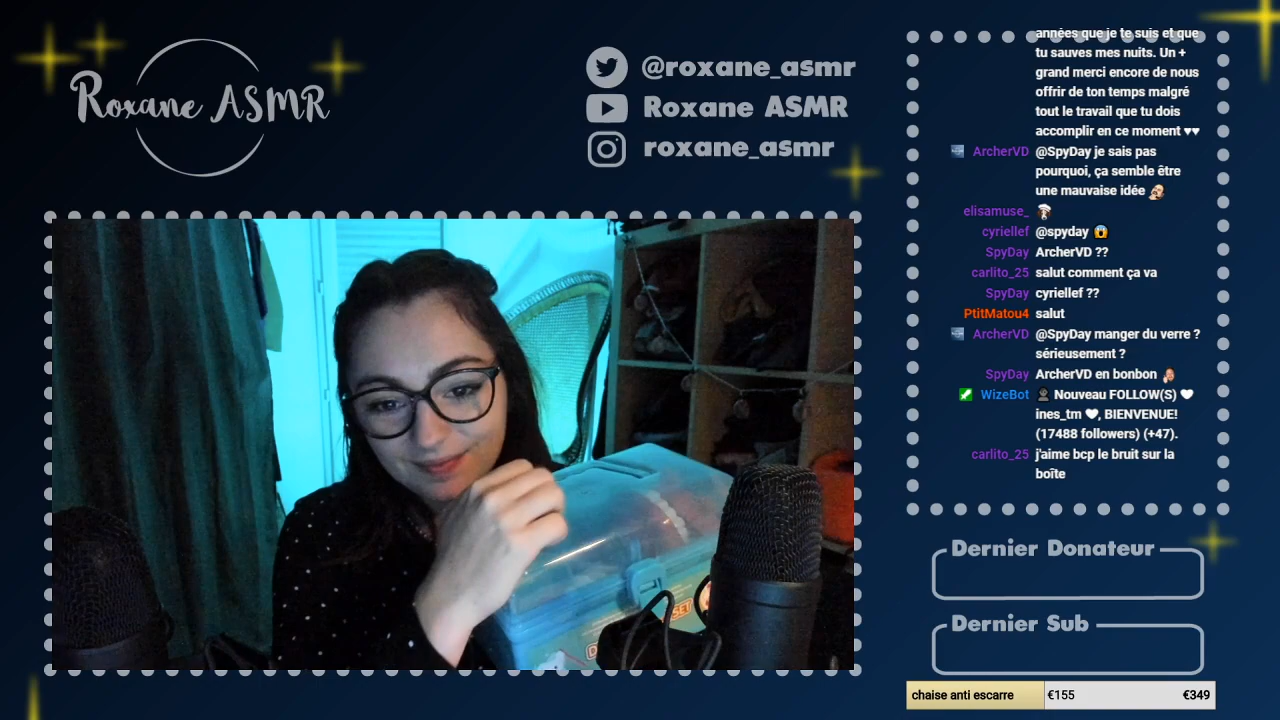 Roxane ASMR
@roxane_asmr
Roxane ASMR
roxane_asmr
années que je te suis et que
tu sauves mes nuits. Un +
grand merci encore de nous
offrir de ton temps malgré
tout le travail que tu dois
accomplir en ce moment ♥♥
ArcherVD @SpyDay je sais pas
pourquoi, ça semble être
une mauvaise idée
elisamuse_
cyriellef @spyday 😱
SpyDay ArcherVD ??
carlito_25 salut comment ça va
SpyDay cyriellef ??
PtitMatou4 salut
ArcherVD @SpyDay manger du verre ?
sérieusement ?
SpyDay ArcherVD en bonbon
WizeBot Nouveau FOLLOW(S) 🤍
ines_tm 🤍, BIENVENUE!
(17488 followers) (+47).
carlito_25 j'aime bcp le bruit sur la
boîte
Dernier Donateur
Dernier Sub
chaise anti escarre €155 €349
SET